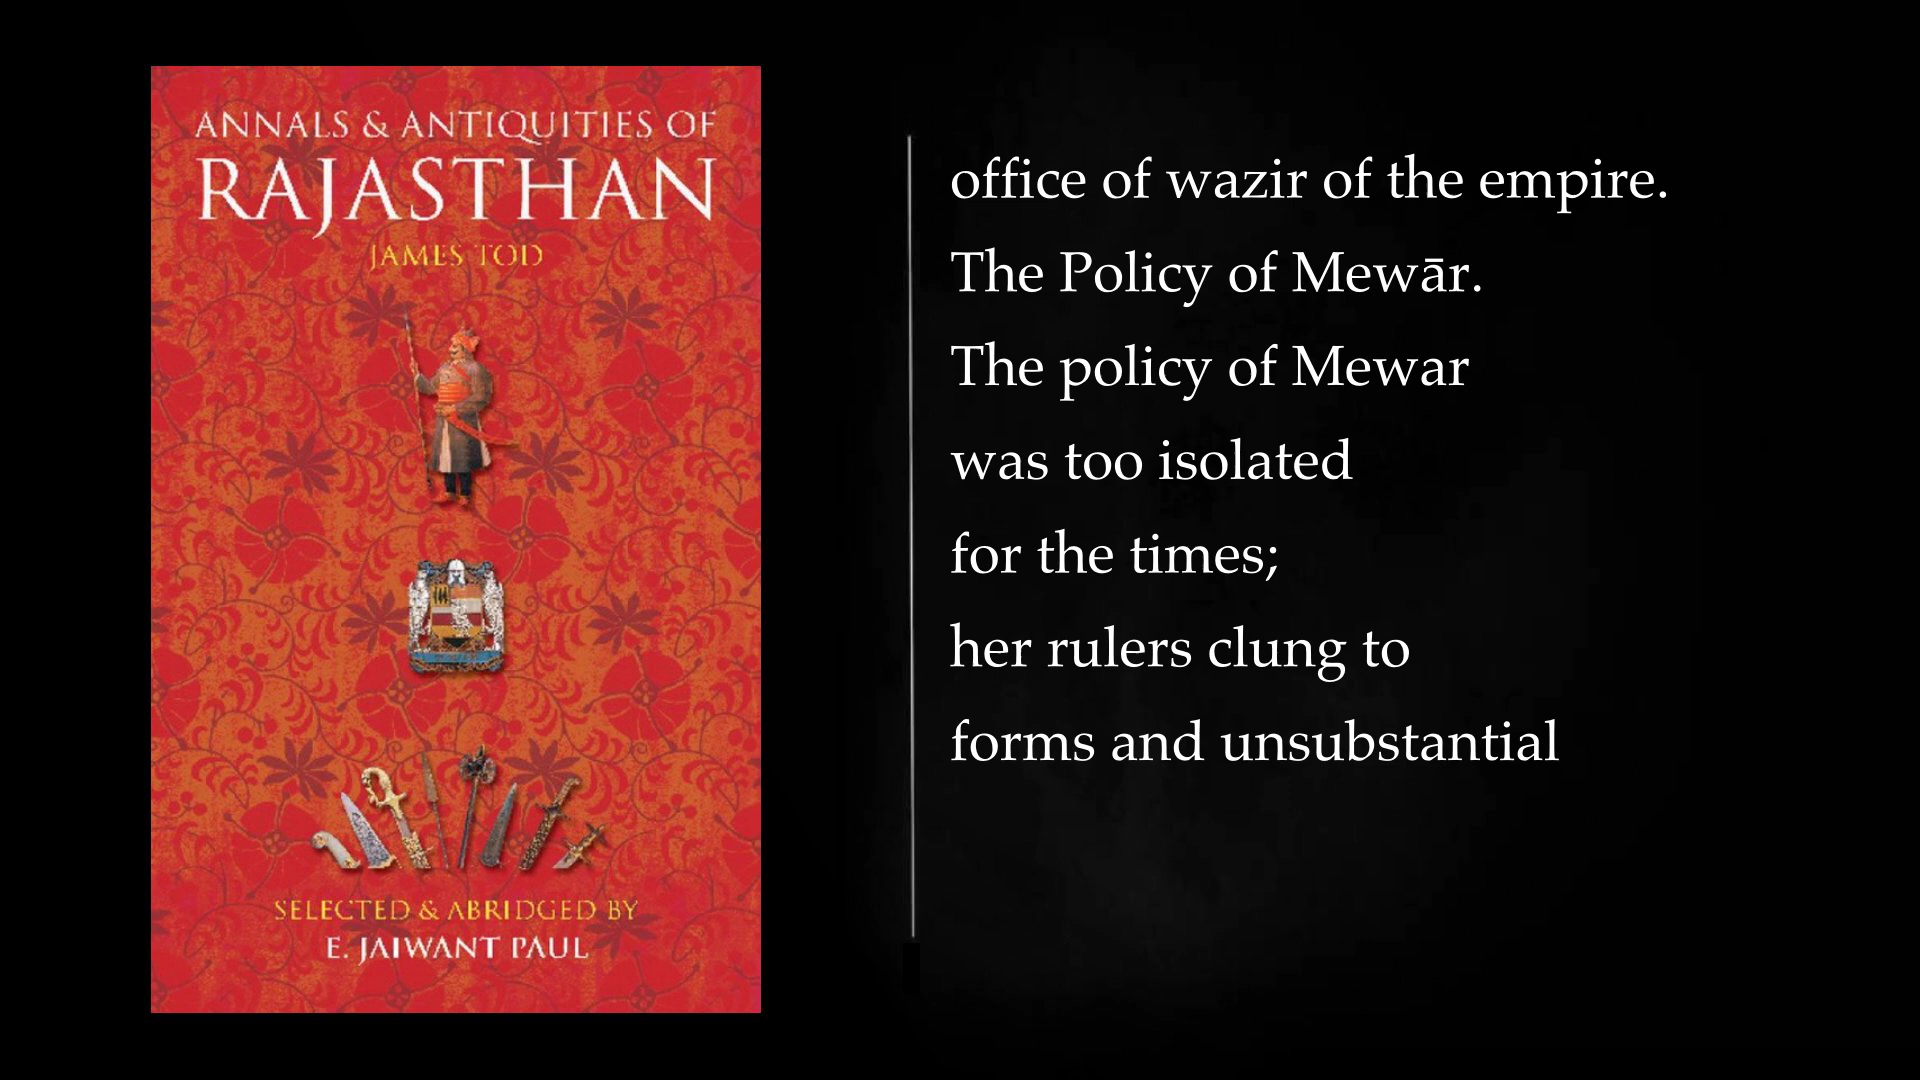 ANNALS & ANTIQUITIES OF
RAJASTHAN
JAMES TOD
SELECTED & ABRIDGED BY
E. JAIWANT PAUL
office of wazir of the empire.
The Policy of Mewār.
The policy of Mewar
was too isolated
for the times;
her rulers clung to
forms and unsubstantial